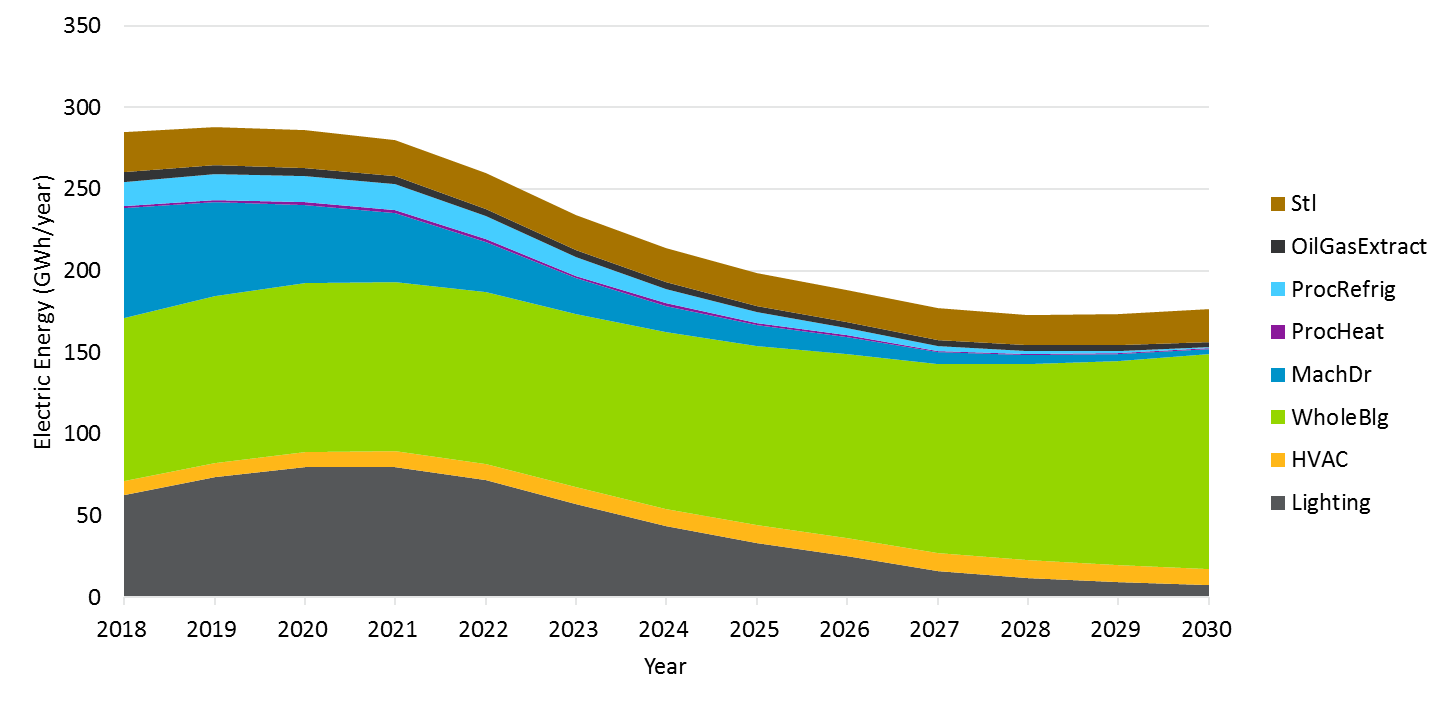 350
300
250
200
150
100
50
0
Electric Energy (GWh/year)
2018 2019 2020 2021 2022 2023 2024 2025 2026 2027 2028 2029 2030
Year
Stl
OilGasExtract
ProcRefrig
ProcHeat
MachDr
WholeBlg
HVAC
Lighting